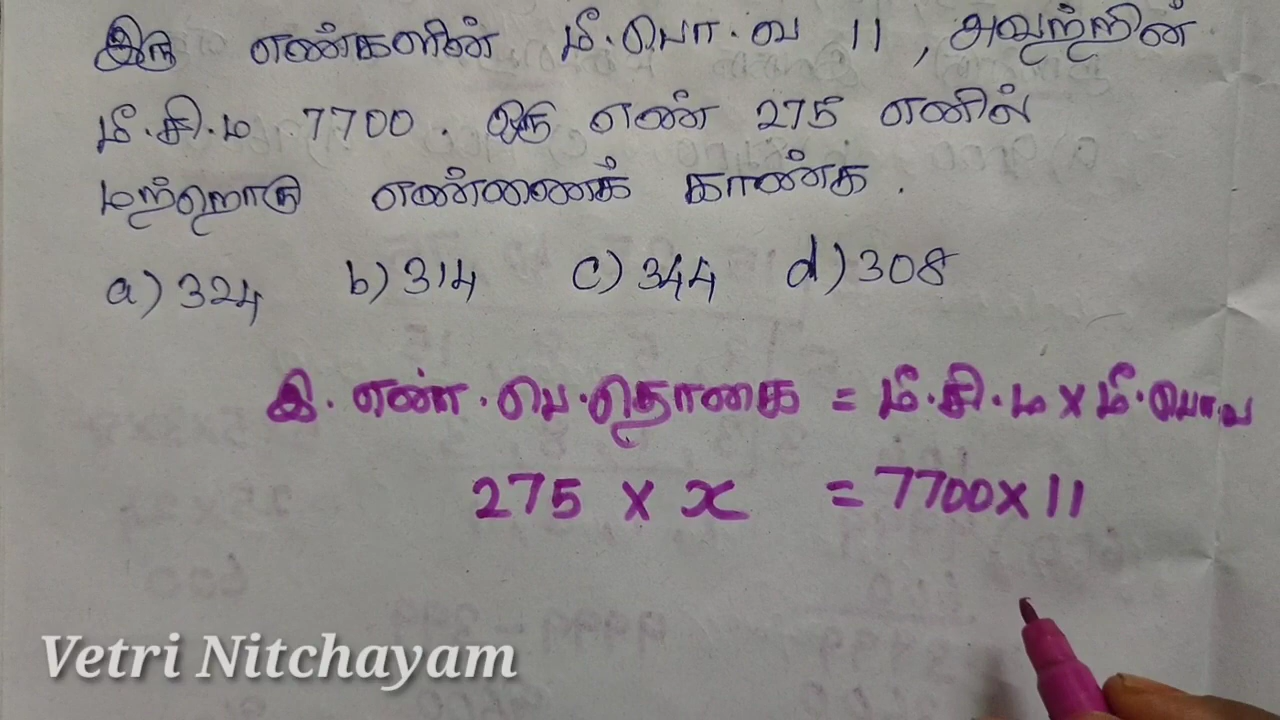 இரு எண்களின் மீ.பொ.வ 11, அவற்றின்
மீ.சி.ம 7700. ஒரு எண் 275 எனில்
மற்றொரு எண்ணைக் காண்க.
a) 324 b) 314 c) 344 d) 308
இ.எண்.பெ.தொகை = மீ.சி.ம x மீ.பொ.வ
275 x x = 7700 x 11
Vetri Nitchayam